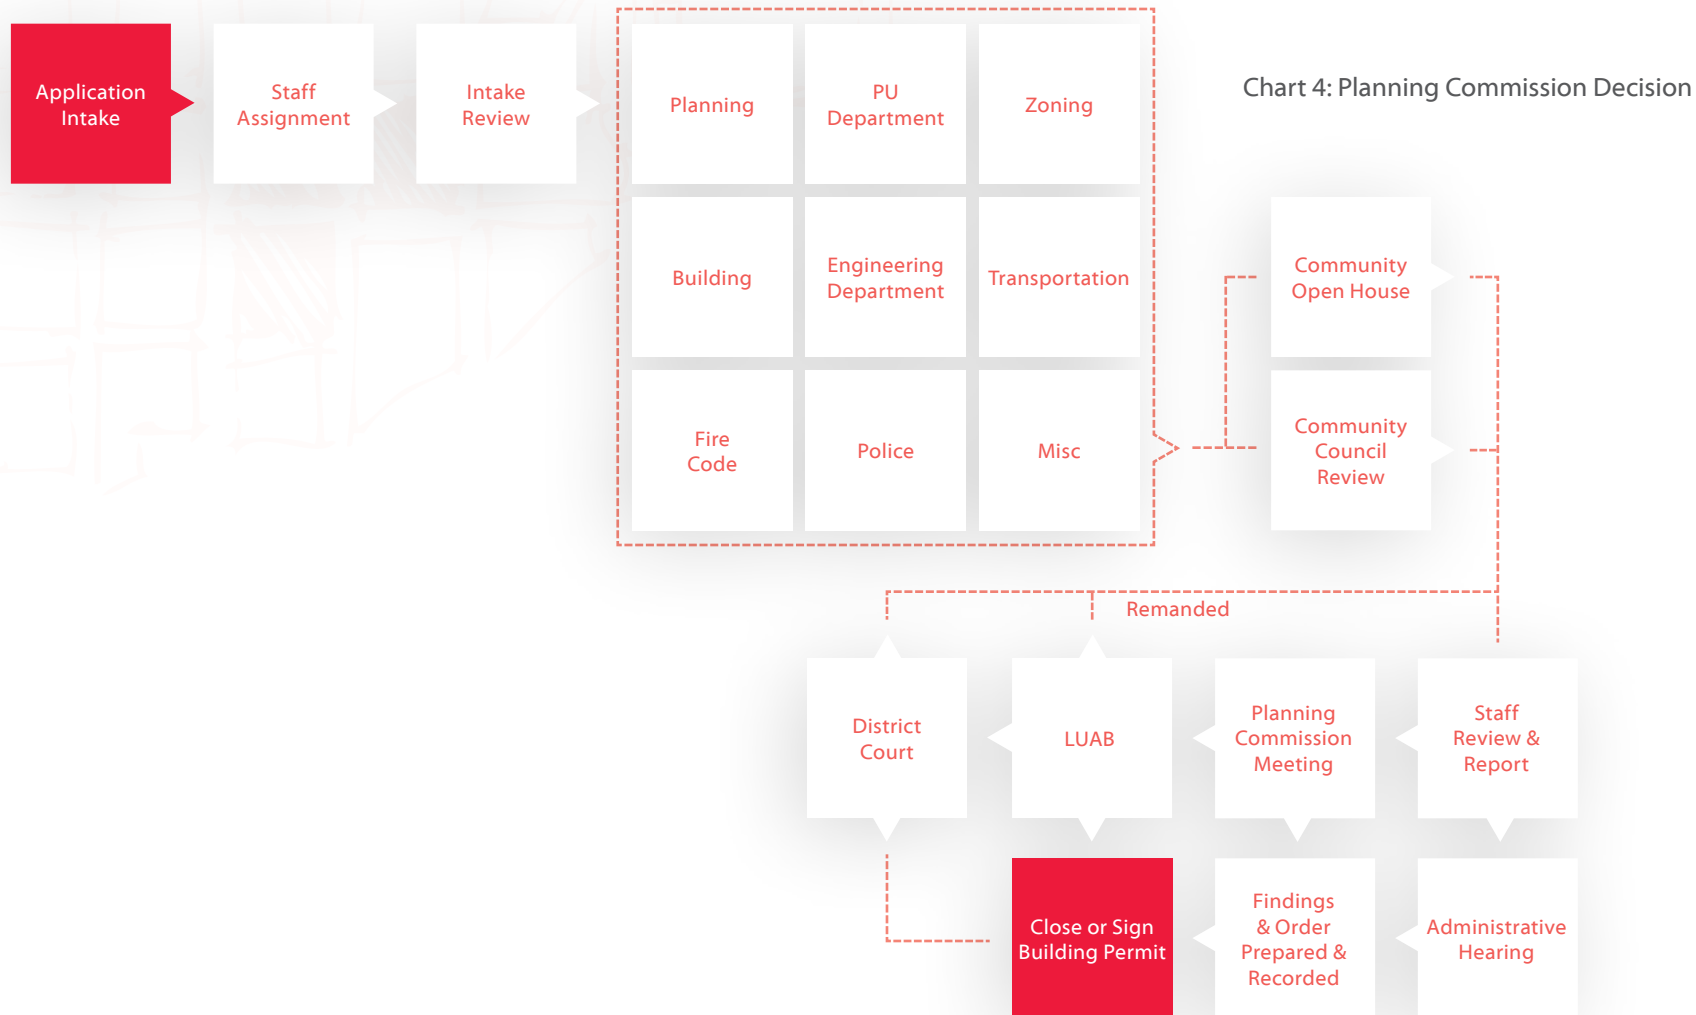 Chart 4: Planning Commission Decision
Application
Intake
Staff
Assignment
Intake
Review
Planning
PU
Department
Zoning
Building
Engineering
Department
Transportation
Fire
Code
Police
Misc
Community
Open House
Community
Council
Review
Remanded
District
Court
LUAB
Planning
Commission
Meeting
Staff
Review &
Report
Close or Sign
Building Permit
Findings
& Order
Prepared &
Recorded
Administrative
Hearing